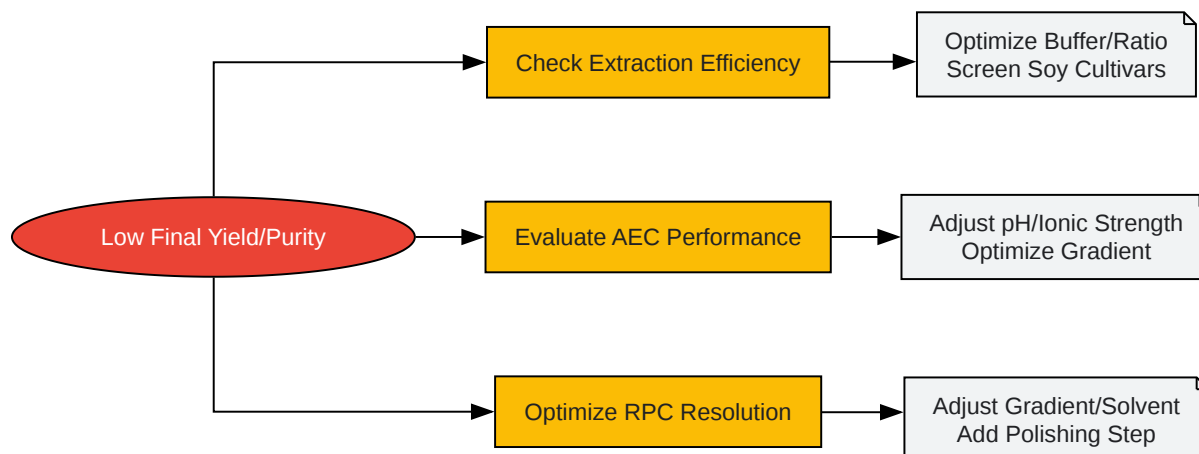 Check Extraction Efficiency
Optimize Buffer/Ratio
Screen Soy Cultivars
Low Final Yield/Purity
Evaluate AEC Performance
Adjust pH/Ionic Strength
Optimize Gradient
Optimize RPC Resolution
Adjust Gradient/Solvent
Add Polishing Step